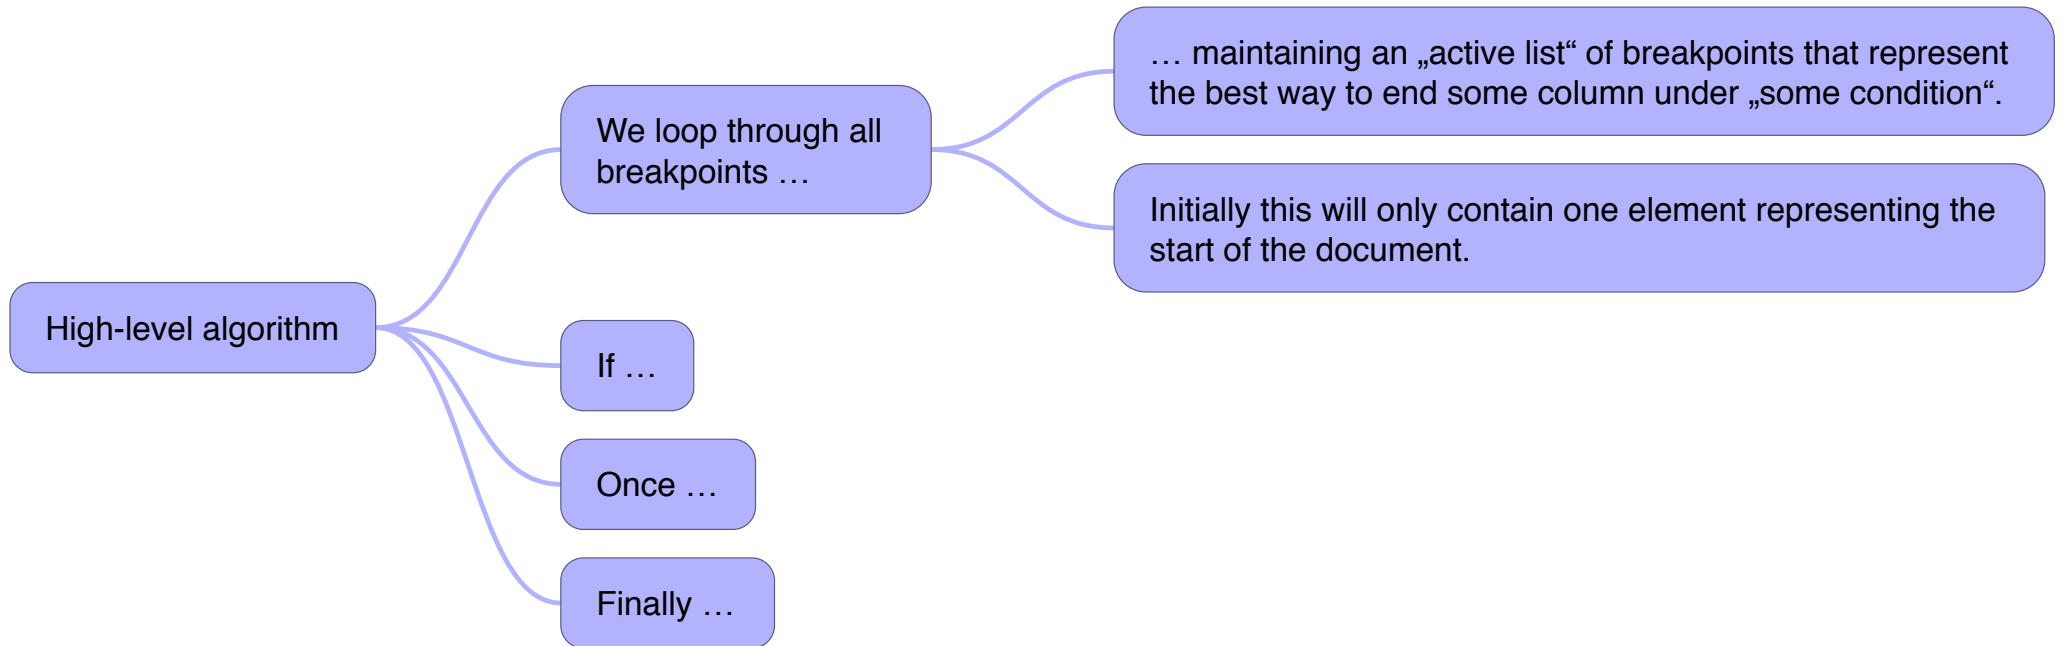 … maintaining an „active list“ of breakpoints that represent
the best way to end some column under „some condition“.
We loop through all
breakpoints …
Initially this will only contain one element representing the
start of the document.
High-level algorithm
If …
Once …
Finally …